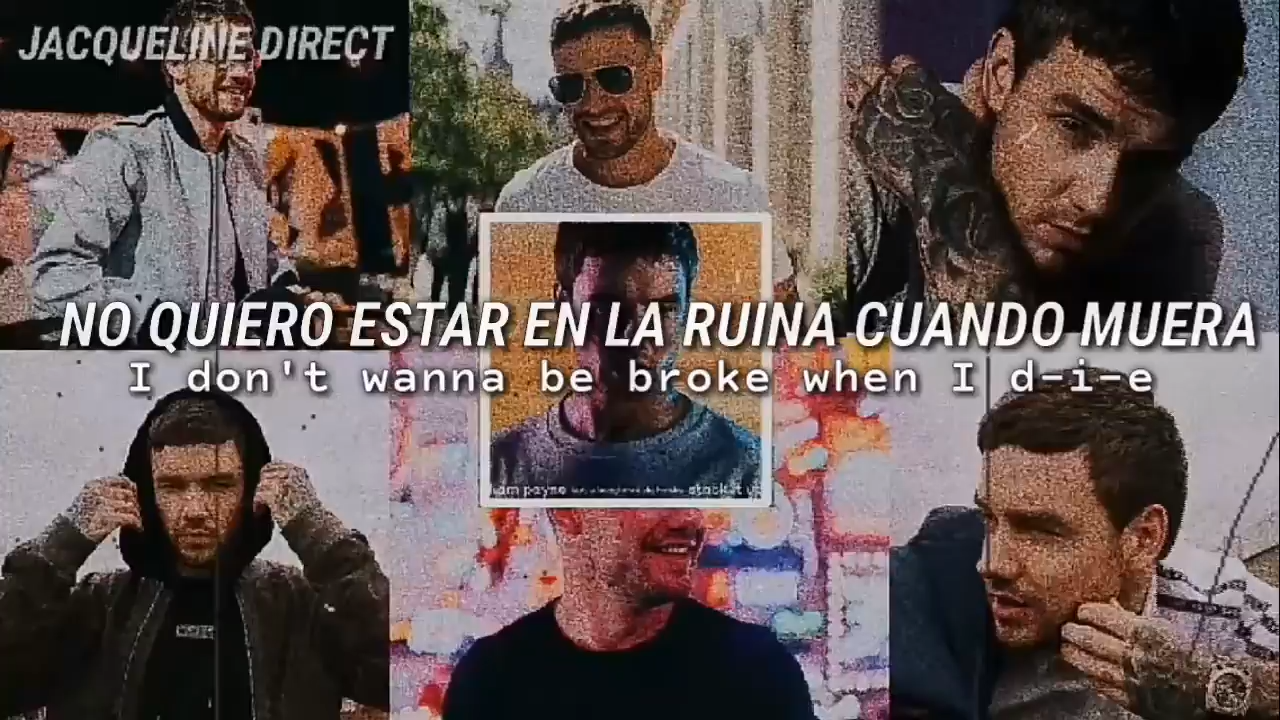 JACQUELINE DIRECT
NO QUIERO ESTAR EN LA RUINA CUANDO MUERA
I don't wanna be broke when I d-i-e